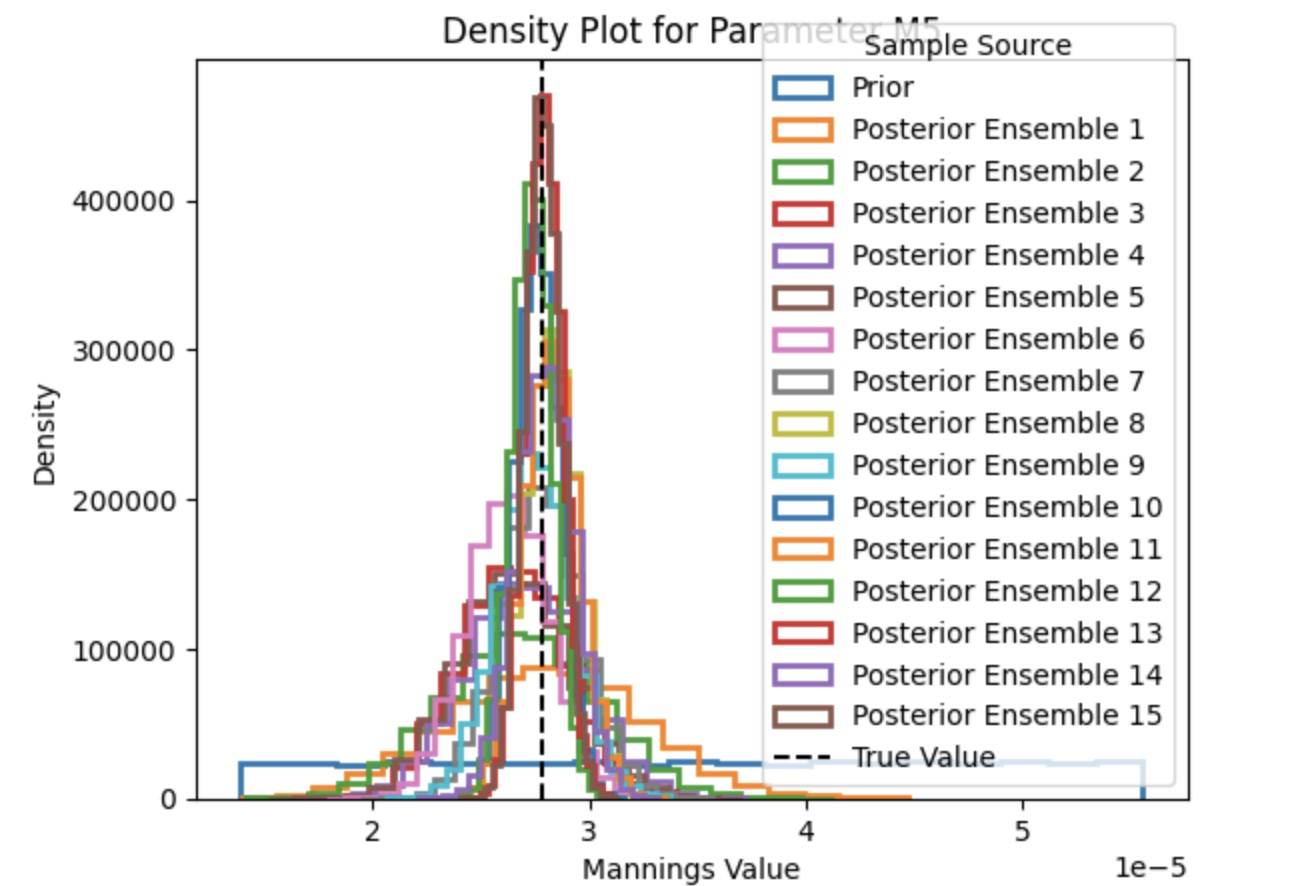 Density Plot for Parameter M5
Sample Source
Prior
Posterior Ensemble 1
Posterior Ensemble 2
Posterior Ensemble 3
Posterior Ensemble 4
Posterior Ensemble 5
Posterior Ensemble 6
Posterior Ensemble 7
Posterior Ensemble 8
Posterior Ensemble 9
Posterior Ensemble 10
Posterior Ensemble 11
Posterior Ensemble 12
Posterior Ensemble 13
Posterior Ensemble 14
Posterior Ensemble 15
True Value
Density
400000
300000
200000
100000
0
2 3 4 5
1e−5
Mannings Value